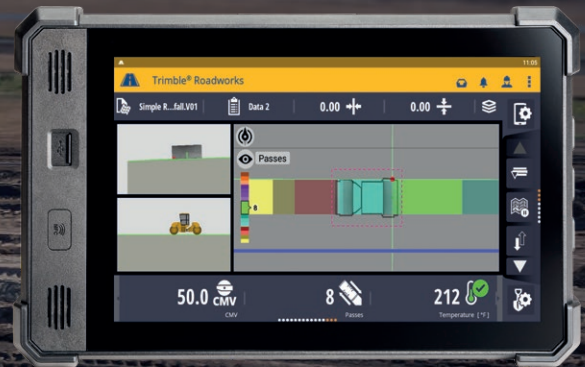 11:05
Trimble® Roadworks
Simple R...fall.V01
Data 2
0.00
0.00
Passes
8
50.0 CMV
8
212
CMV
Passes
Temperature [°F]